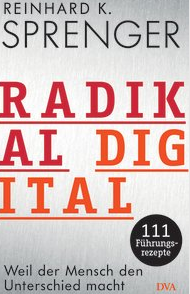 REINHARD K.
SPRENGER
RADIK
AL DIG
ITAL
111
Führungs-
rezepte
Weil der Mensch den
Unterschied macht
DVA